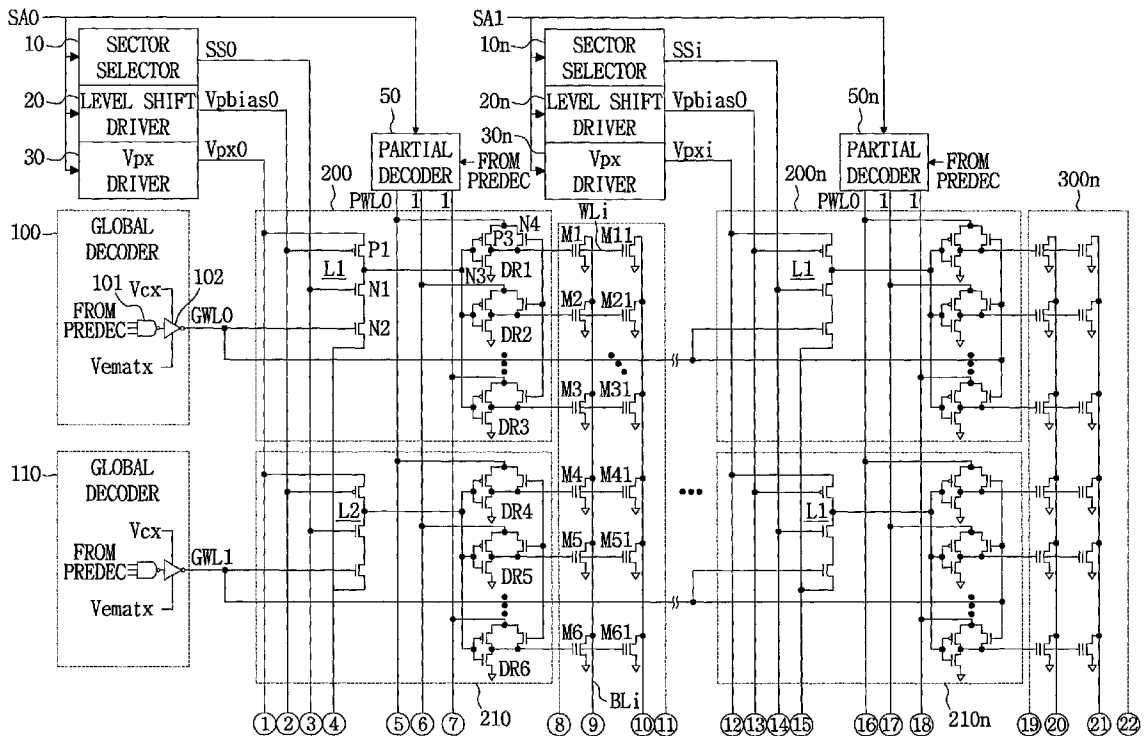 SA0
SA1
10
SECTOR
SELECTOR
SS0
10n
SECTOR
SELECTOR
SSi
20
LEVEL SHIFT
DRIVER
Vpbias0
50
20n
LEVEL SHIFT
DRIVER
Vpbias0
50n
30
Vpx
DRIVER
Vpx0
200
PARTIAL
DECODER
FROM
PREDEC
30n
Vpx
DRIVER
Vpxi
200n
PARTIAL
DECODER
FROM
PREDEC
300n
PWL0 1 1
WLi
PWL0 1 1
100
GLOBAL
DECODER
101
102
Vcx
FROM
PREDEC
GWL0
Vematx
P1
L1
N1
N2
P3
N4
N3
DR1
DR2
DR3
M1
M11
M2
M21
M3
M31
L1
110
GLOBAL
DECODER
Vcx
FROM
PREDEC
GWL1
Vematx
L2
DR4
DR5
DR6
M4
M41
M5
M51
M6
M61
L1
210
BLi
210n
1 2 3 4 5 6 7 8 9 10 11 12 13 14 15 16 17 18 19 20 21 22